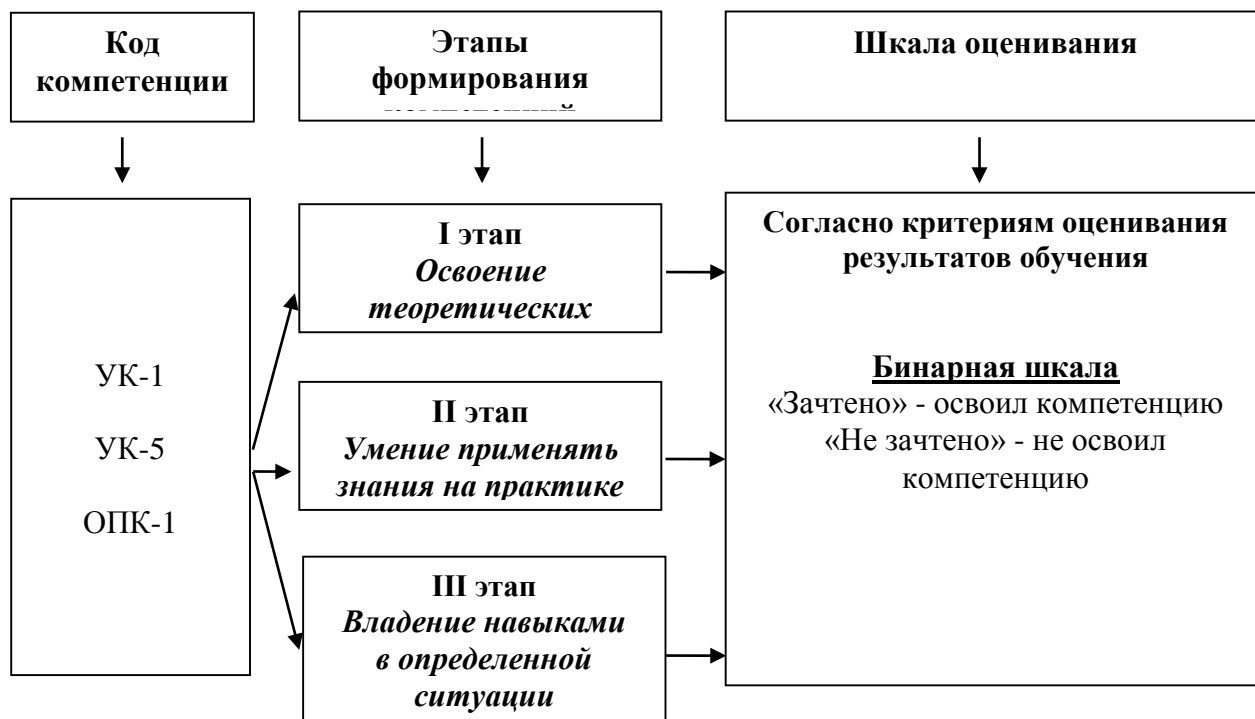 Код
компетенции
Этапы
формирования
Шкала оценивания
УК-1
УК-5
ОПК-1
I этап
Освоение
теоретических
II этап
Умение применять
знания на практике
III этап
Владение навыками
в определенной
ситуации
Согласно критериям оценивания
результатов обучения
Бинарная шкала
«Зачтено» - освоил компетенцию
«Не зачтено» - не освоил
компетенцию